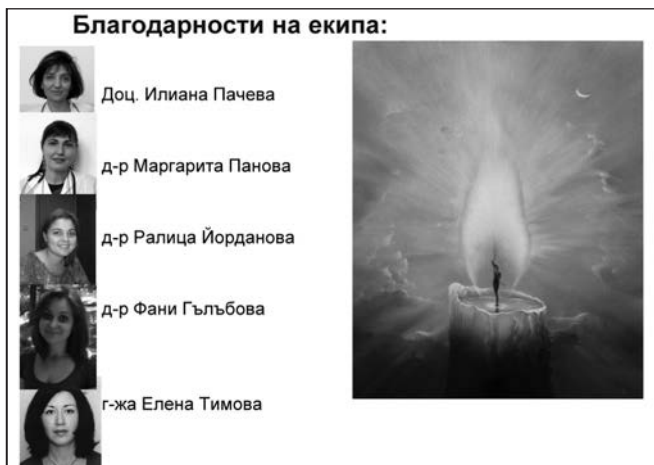 Благодарности на екипа:
Доц. Илиана Пачева
д-р Маргарита Панова
д-р Ралица Йорданова
д-р Фани Гълъбова
г-жа Елена Тимова